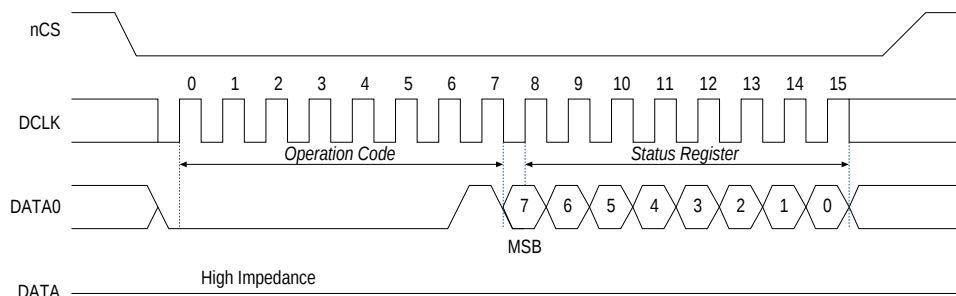 nCS
0 1 2 3 4 5 6 7 8 9 10 11 12 13 14 15
DCLK
Operation Code Status Register
DATA0 7 6 5 4 3 2 1 0
MSB
High Impedance
DATA